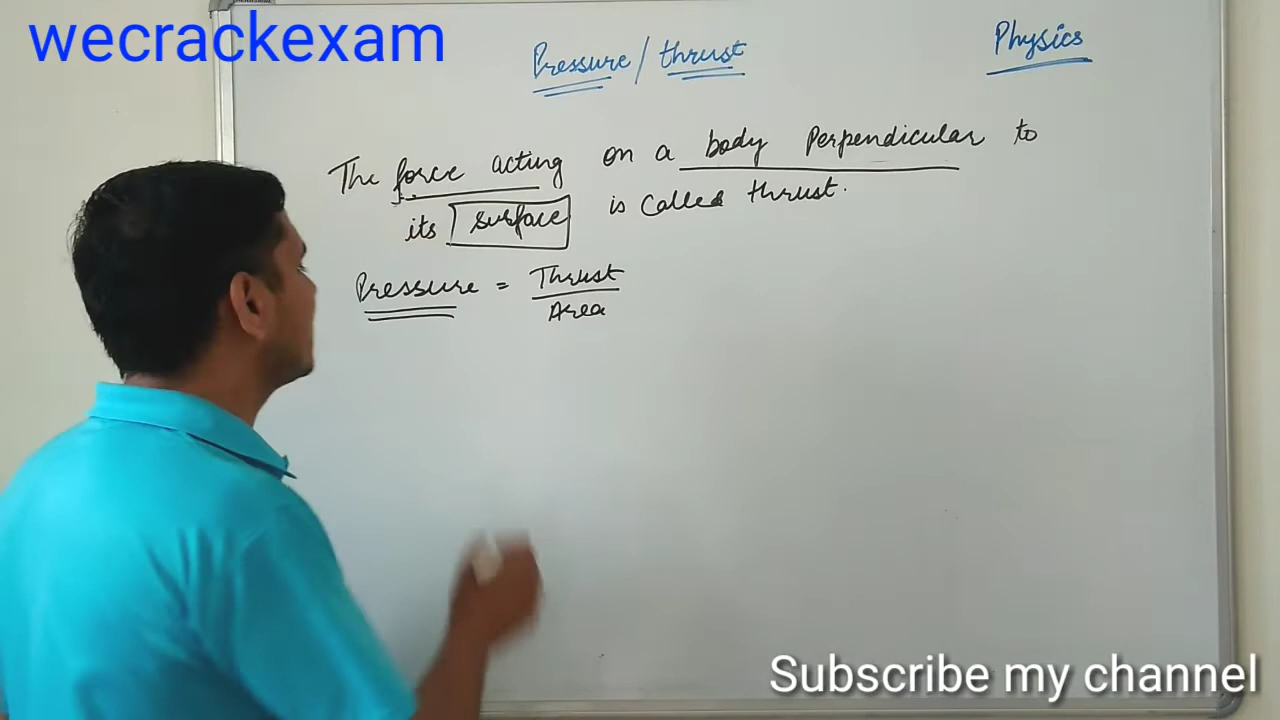 wecrackexam
Pressure / thrust
Physics
The force acting on a body Perpendicular to
its surface is called thrust.
Pressure = Thrust
Area
Subscribe my channel